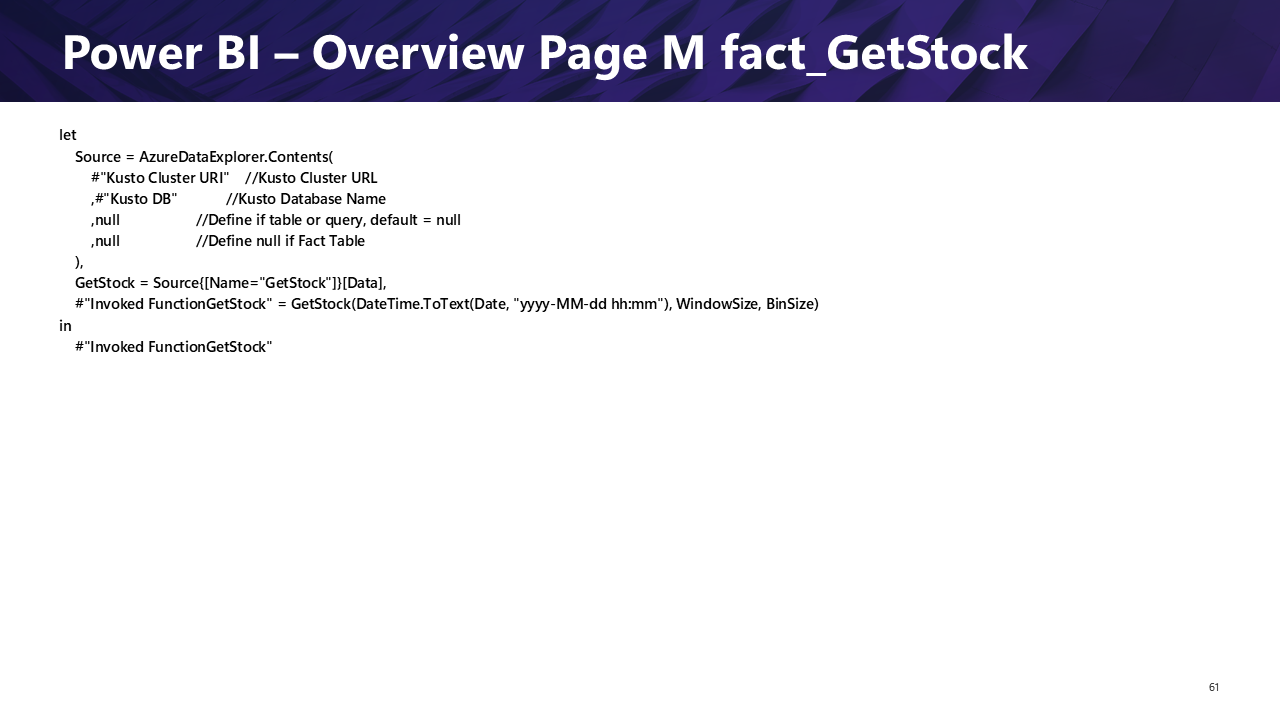 Power BI – Overview Page M fact_GetStock
let
    Source = AzureDataExplorer.Contents(
        #"Kusto Cluster URI"    //Kusto Cluster URL
        ,#"Kusto DB"            //Kusto Database Name
        ,null                   //Define if table or query, default = null
        ,null                   //Define null if Fact Table
    ),
    GetStock = Source{[Name="GetStock"]}[Data],
    #"Invoked FunctionGetStock" = GetStock(DateTime.ToText(Date, "yyyy-MM-dd hh:mm"), WindowSize, BinSize)
in
    #"Invoked FunctionGetStock"
61